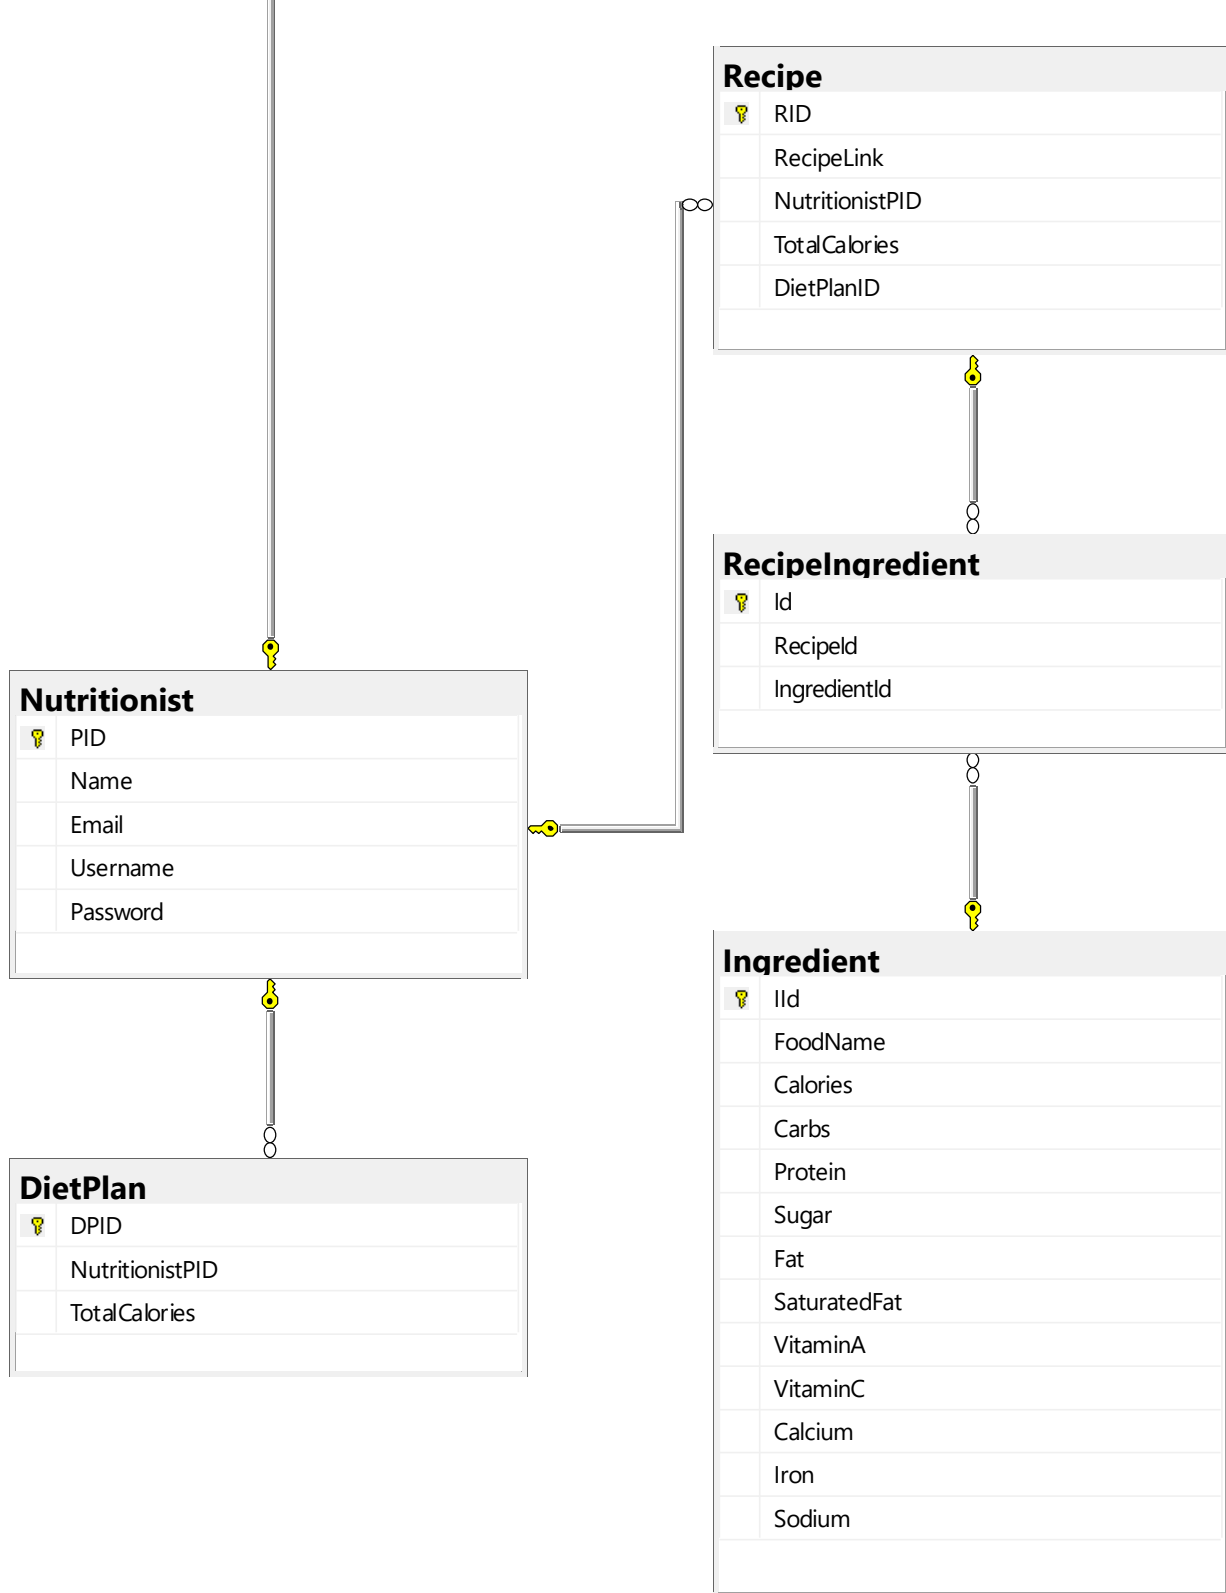 Recipe
RID
RecipeLink
NutritionistPID
TotalCalories
DietPlanID
RecipeIngredient
Id
RecipeId
IngredientId
Nutritionist
PID
Name
Email
Username
Password
Ingredient
IId
FoodName
Calories
Carbs
Protein
Sugar
Fat
SaturatedFat
VitaminA
VitaminC
Calcium
Iron
Sodium
DietPlan
DPID
NutritionistPID
TotalCalories